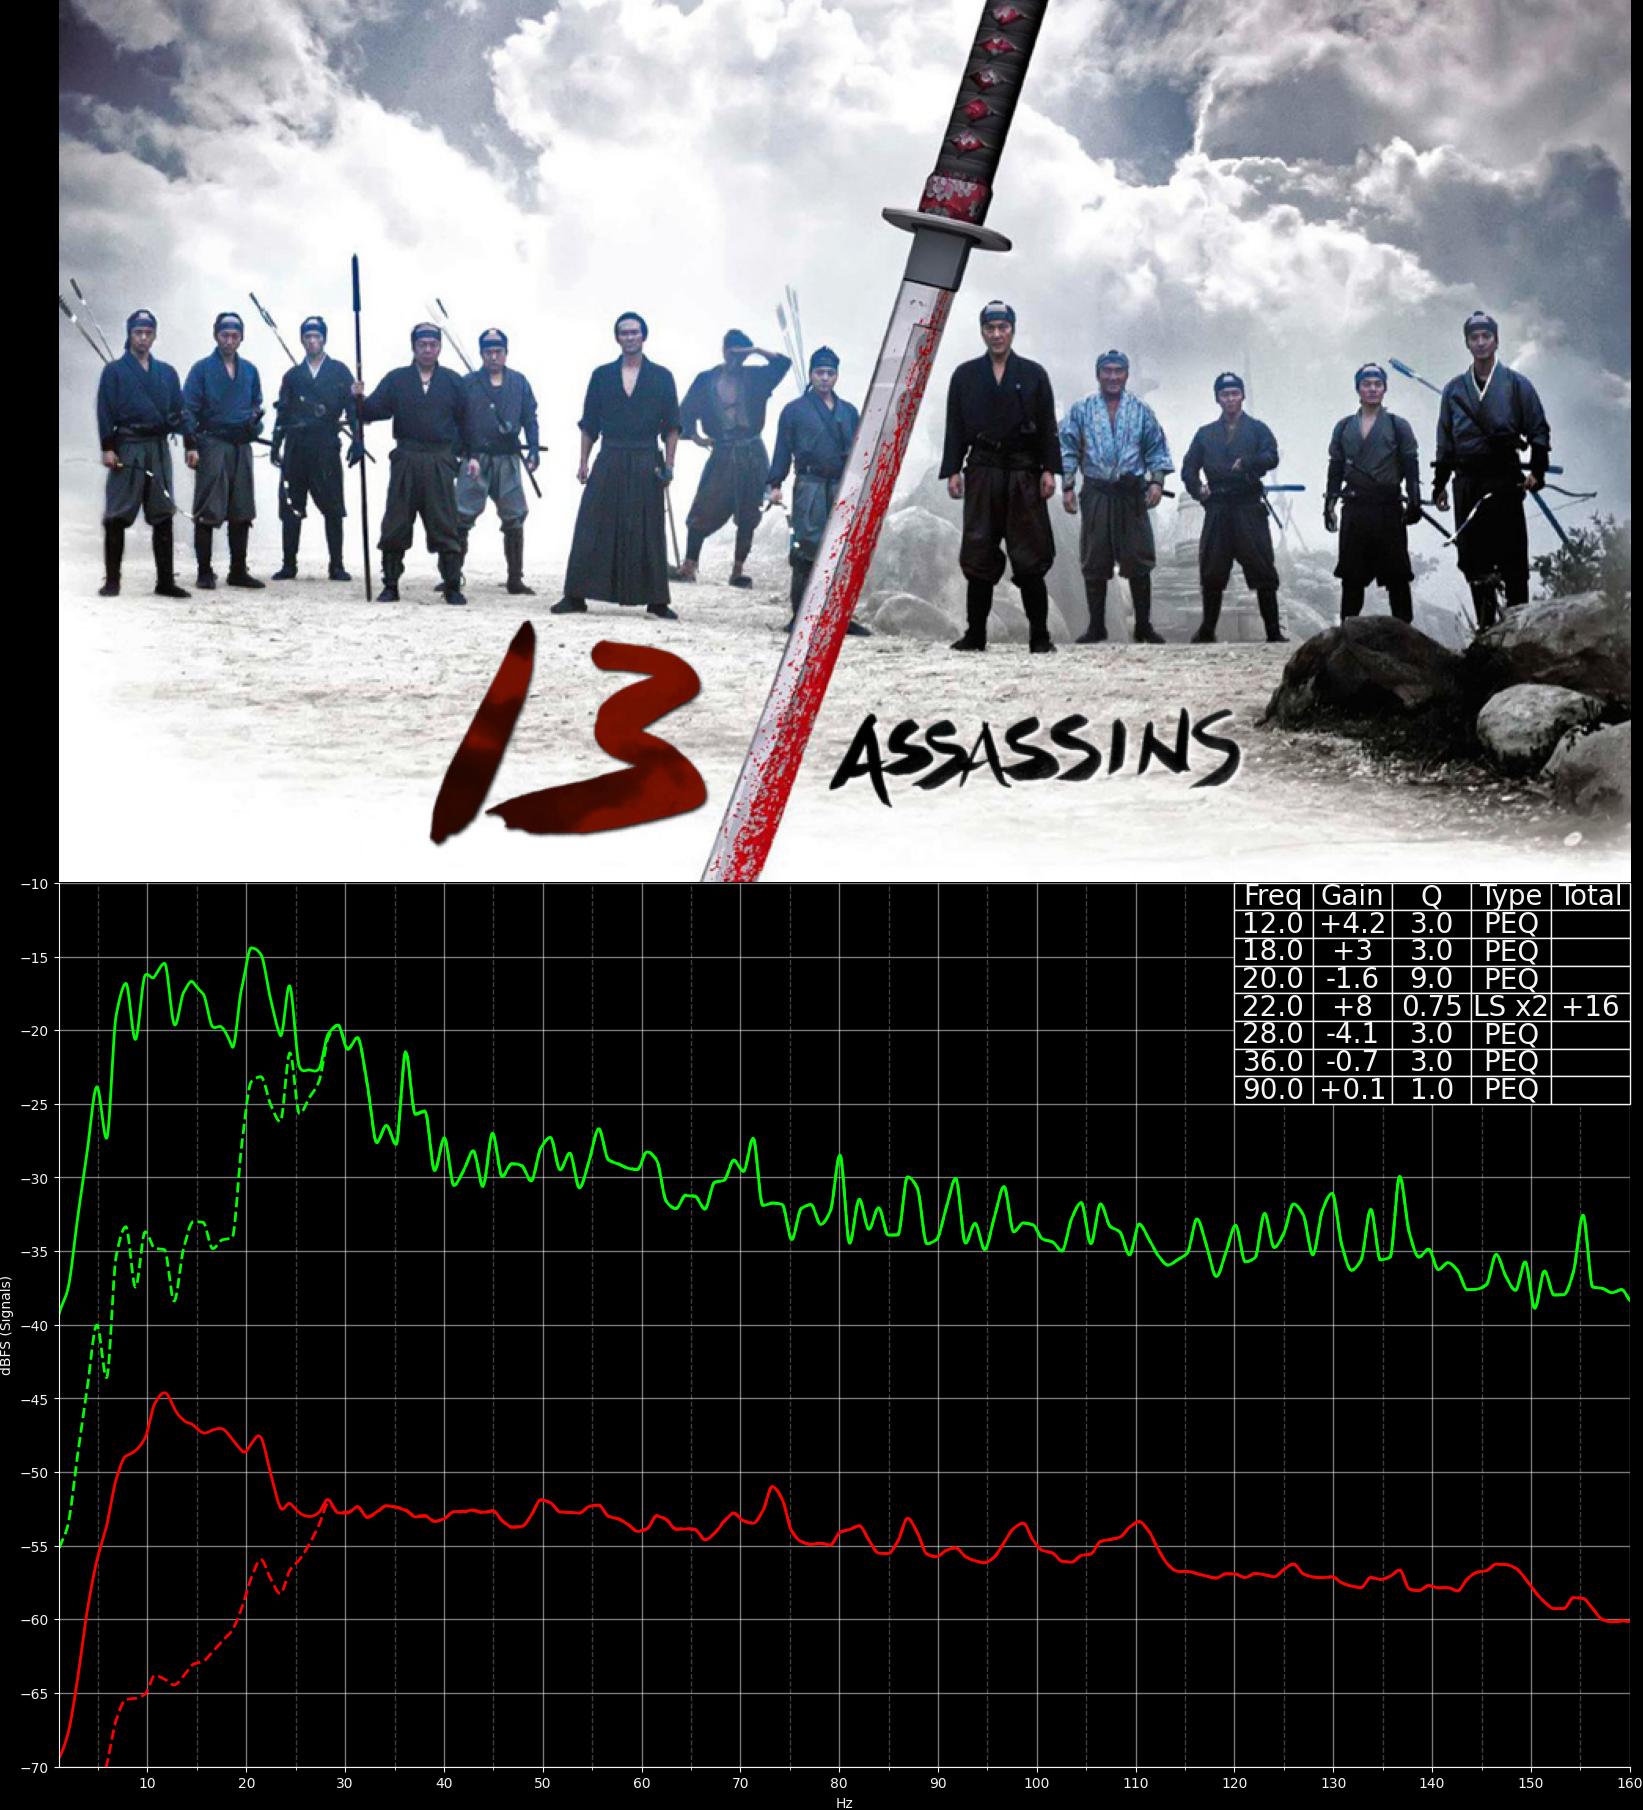 13 ASSASSINS
Freq Gain Q Type Total
12.0 +4.2 3.0 PEQ
18.0 +3 3.0 PEQ
20.0 -1.6 9.0 PEQ
22.0 +8 0.75 LS x2 +16
28.0 -4.1 3.0 PEQ
36.0 -0.7 3.0 PEQ
90.0 +0.1 1.0 PEQ
−10
−15
−20
−25
−30
−35
−40
−45
−50
−55
−60
−65
−70
dBFS (Signals)
10 20 30 40 50 60 70 80 90 100 110 120 130 140 150 160
Hz